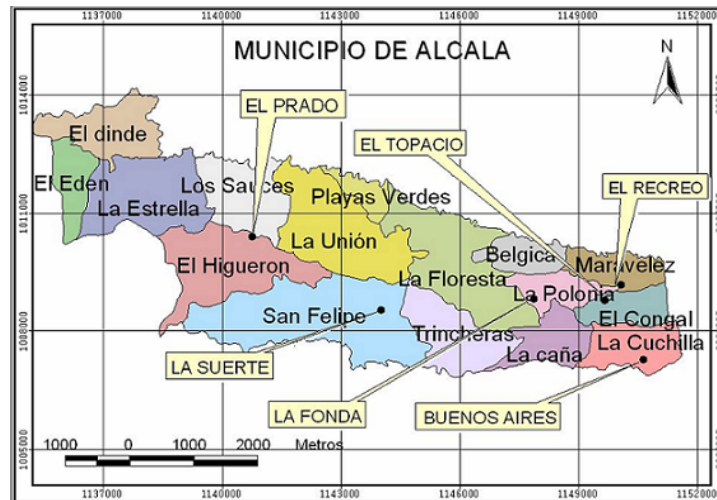 1137000 1140000 1143000 1146000 1149000 1152000
MUNICIPIO DE ALCALA
N
1014000
EL PRADO
El dinde
EL TOPACIO
El Eden
Los Sauces
Playas Verdes
EL RECREO
La Estrella
1011000
La Unión
Belgica
Maravelez
El Higueron
La Floresta
La Polonia
San Felipe
El Congal
1008000
Trincheras
La Cuchilla
La caña
LA SUERTE
LA FONDA
BUENOS AIRES
1000 0 1000 2000 Metros
1005000
1137000 1140000 1143000 1146000 1149000 1152000